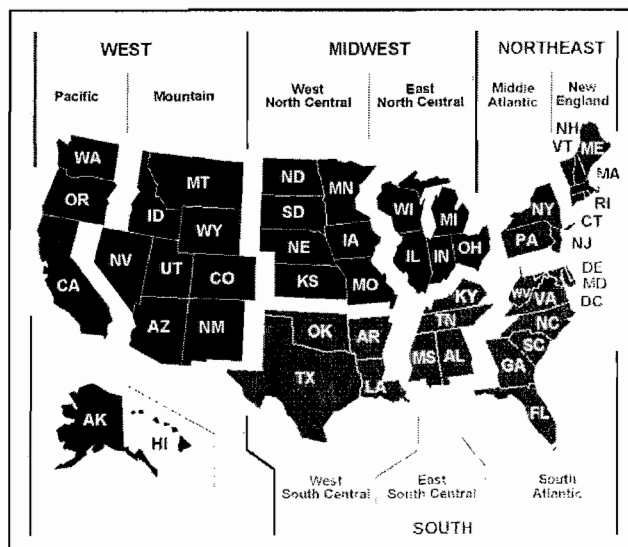 WEST
MIDWEST
NORTHEAST
Pacific
Mountain
West
North Central
East
North Central
Middle
Atlantic
New
England
WA
OR
CA
NV
ID
MT
WY
UT
CO
AZ
NM
AK
HI
ND
SD
NE
KS
MN
IA
MO
WI
IL
MI
IN
OH
NH
VT
ME
MA
RI
CT
NY
PA
NJ
DE
MD
DC
WV
VA
NC
SC
GA
FL
KY
TN
MS
AL
OK
TX
AR
LA
West
South Central
East
South Central
South
Atlantic
SOUTH